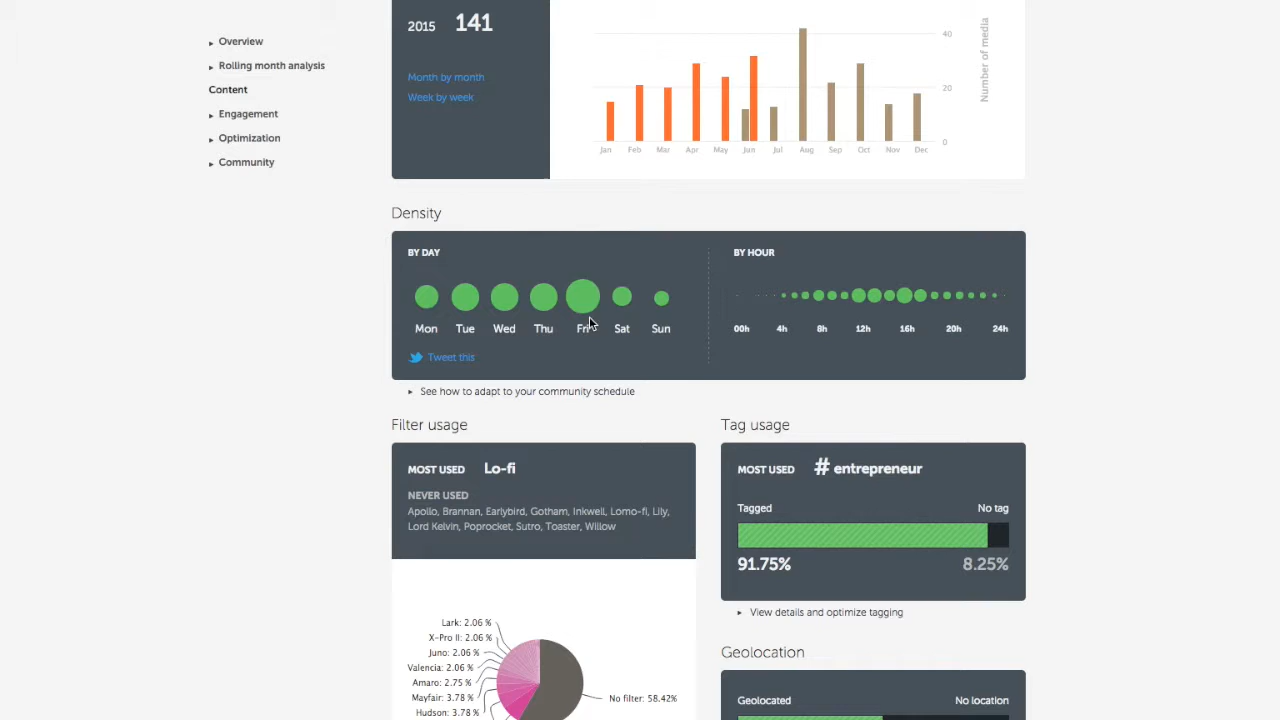 Overview
Rolling month analysis
Content
Engagement
Optimization
Community
2015 141
Month by month
Week by week
40
20
0
Number of media
Jan Feb Mar Apr May Jun Jul Aug Sep Oct Nov Dec
Density
BY DAY
Mon Tue Wed Thu Fri Sat Sun
Tweet this
BY HOUR
00h 4h 8h 12h 16h 20h 24h
See how to adapt to your community schedule
Filter usage
MOST USED Lo-fi
NEVER USED
Apollo, Brannan, Earlybird, Gotham, Inkwell, Lomo-fi, Lily,
Lord Kelvin, Poprocket, Sutro, Toaster, Willow
Lark: 2.06 %
X-Pro II: 2.06 %
Juno: 2.06 %
Valencia: 2.06 %
Amaro: 2.75 %
Mayfair: 3.78 %
Hudson: 3.78 %
No filter: 58.42%
Tag usage
MOST USED # entrepreneur
Tagged No tag
91.75% 8.25%
View details and optimize tagging
Geolocation
Geolocated No location